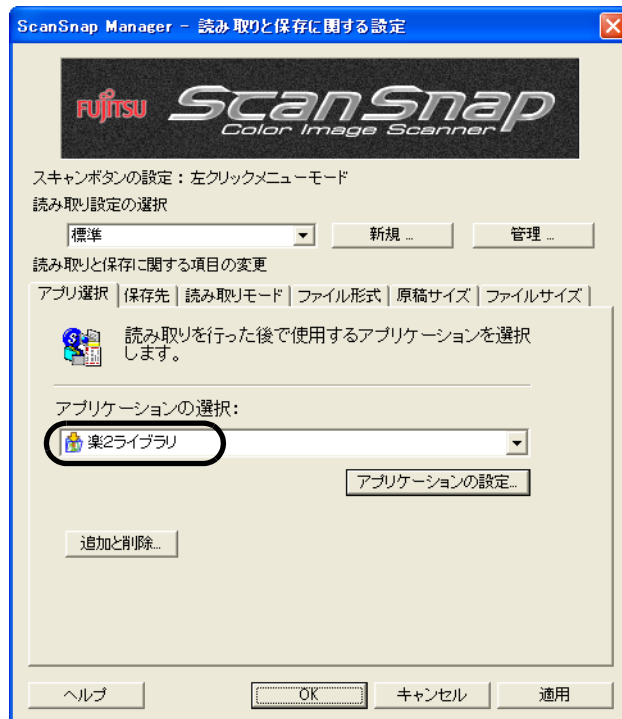 ScanSnap Manager - 読み取りと保存に関する設定
FUJITSU ScanSnap
Color Image Scanner
スキャンボタンの設定：左クリックメニューモード
読み取り設定の選択
標準 新規 ... 管理 ...
読み取りと保存に関する項目の変更
アプリ選択 保存先 読み取りモード ファイル形式 原稿サイズ ファイルサイズ
読み取りを行った後で使用するアプリケーションを選択
します。
アプリケーションの選択:
楽2ライブラリ
アプリケーションの設定...
追加と削除...
ヘルプ OK キャンセル 適用